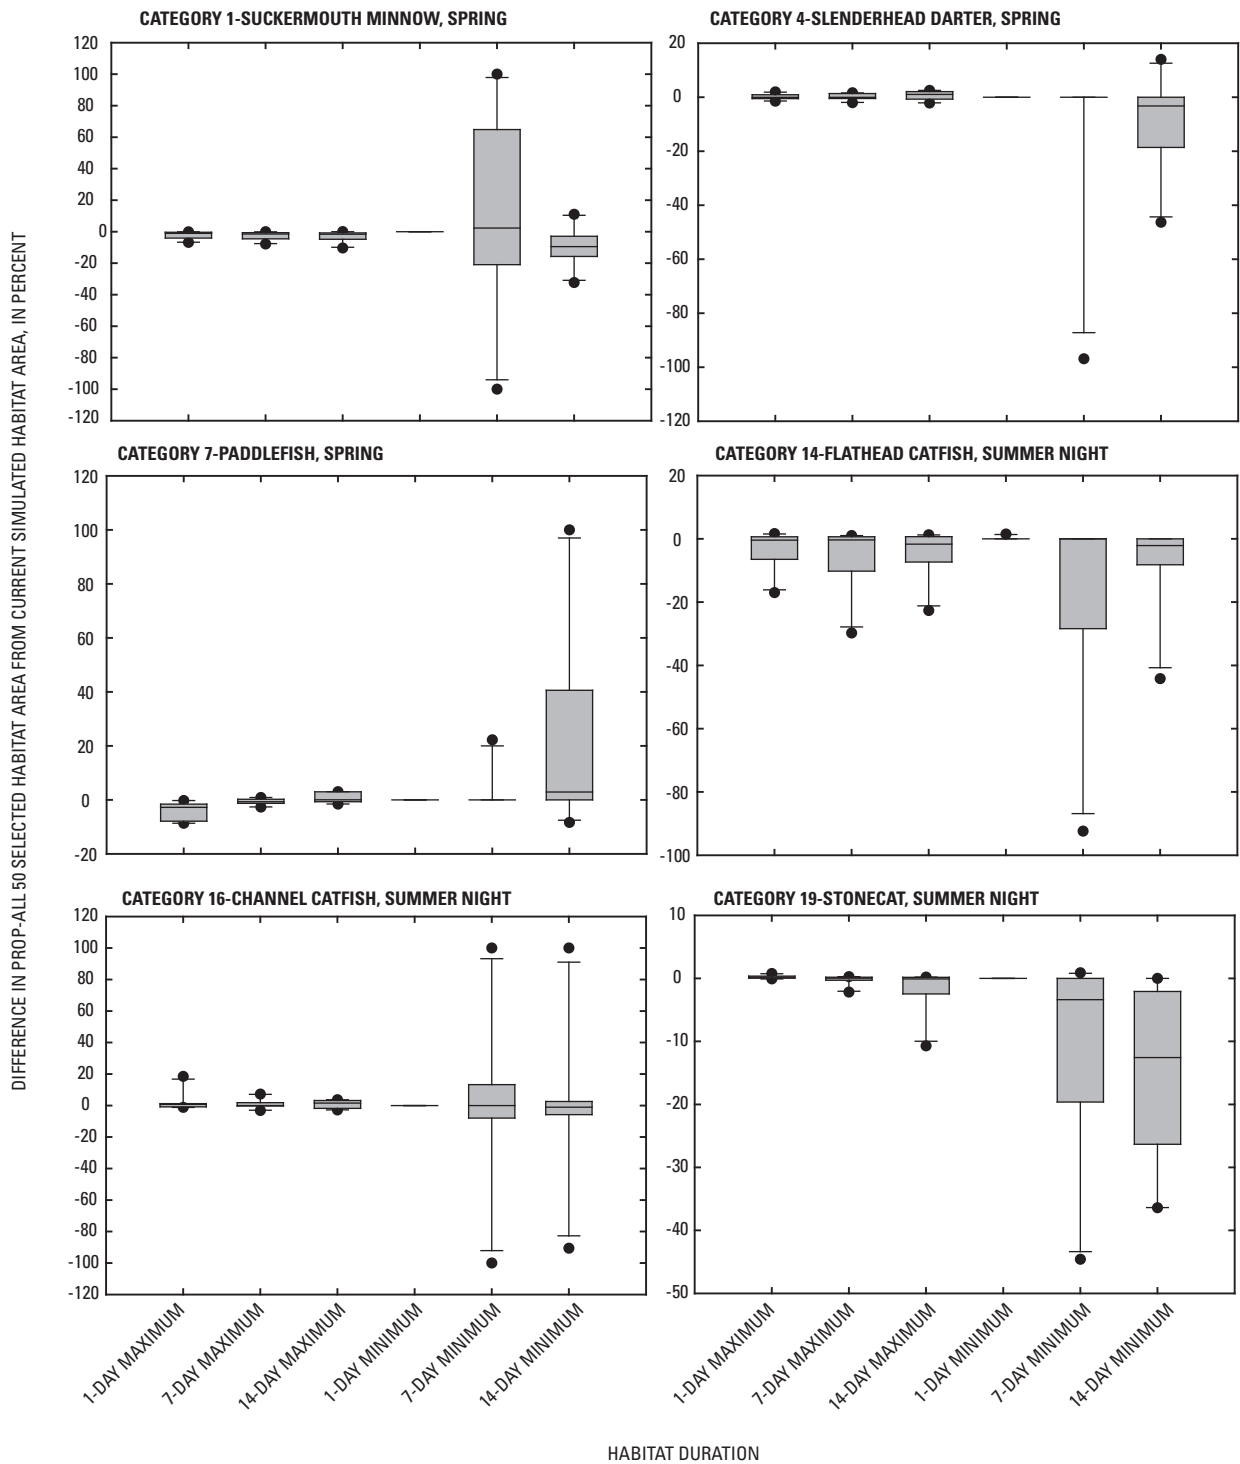 DIFFERENCE IN PROP-ALL 50 SELECTED HABITAT AREA FROM CURRENT SIMULATED HABITAT AREA, IN PERCENT
CATEGORY 1-SUCKERMOUTH MINNOW, SPRING
120
100
80
60
40
20
0
-20
-40
-60
-80
-100
-120
CATEGORY 4-SLENDERHEAD DARTER, SPRING
20
0
-20
-40
-60
-80
-100
-120
CATEGORY 7-PADDLEFISH, SPRING
120
100
80
60
40
20
0
-20
CATEGORY 14-FLATHEAD CATFISH, SUMMER NIGHT
20
0
-20
-40
-60
-80
-100
CATEGORY 16-CHANNEL CATFISH, SUMMER NIGHT
120
100
80
60
40
20
0
-20
-40
-60
-80
-100
-120
1-DAY MAXIMUM
7-DAY MAXIMUM
14-DAY MAXIMUM
1-DAY MINIMUM
7-DAY MINIMUM
14-DAY MINIMUM
CATEGORY 19-STONECAT, SUMMER NIGHT
10
0
-10
-20
-30
-40
-50
1-DAY MAXIMUM
7-DAY MAXIMUM
14-DAY MAXIMUM
1-DAY MINIMUM
7-DAY MINIMUM
14-DAY MINIMUM
HABITAT DURATION